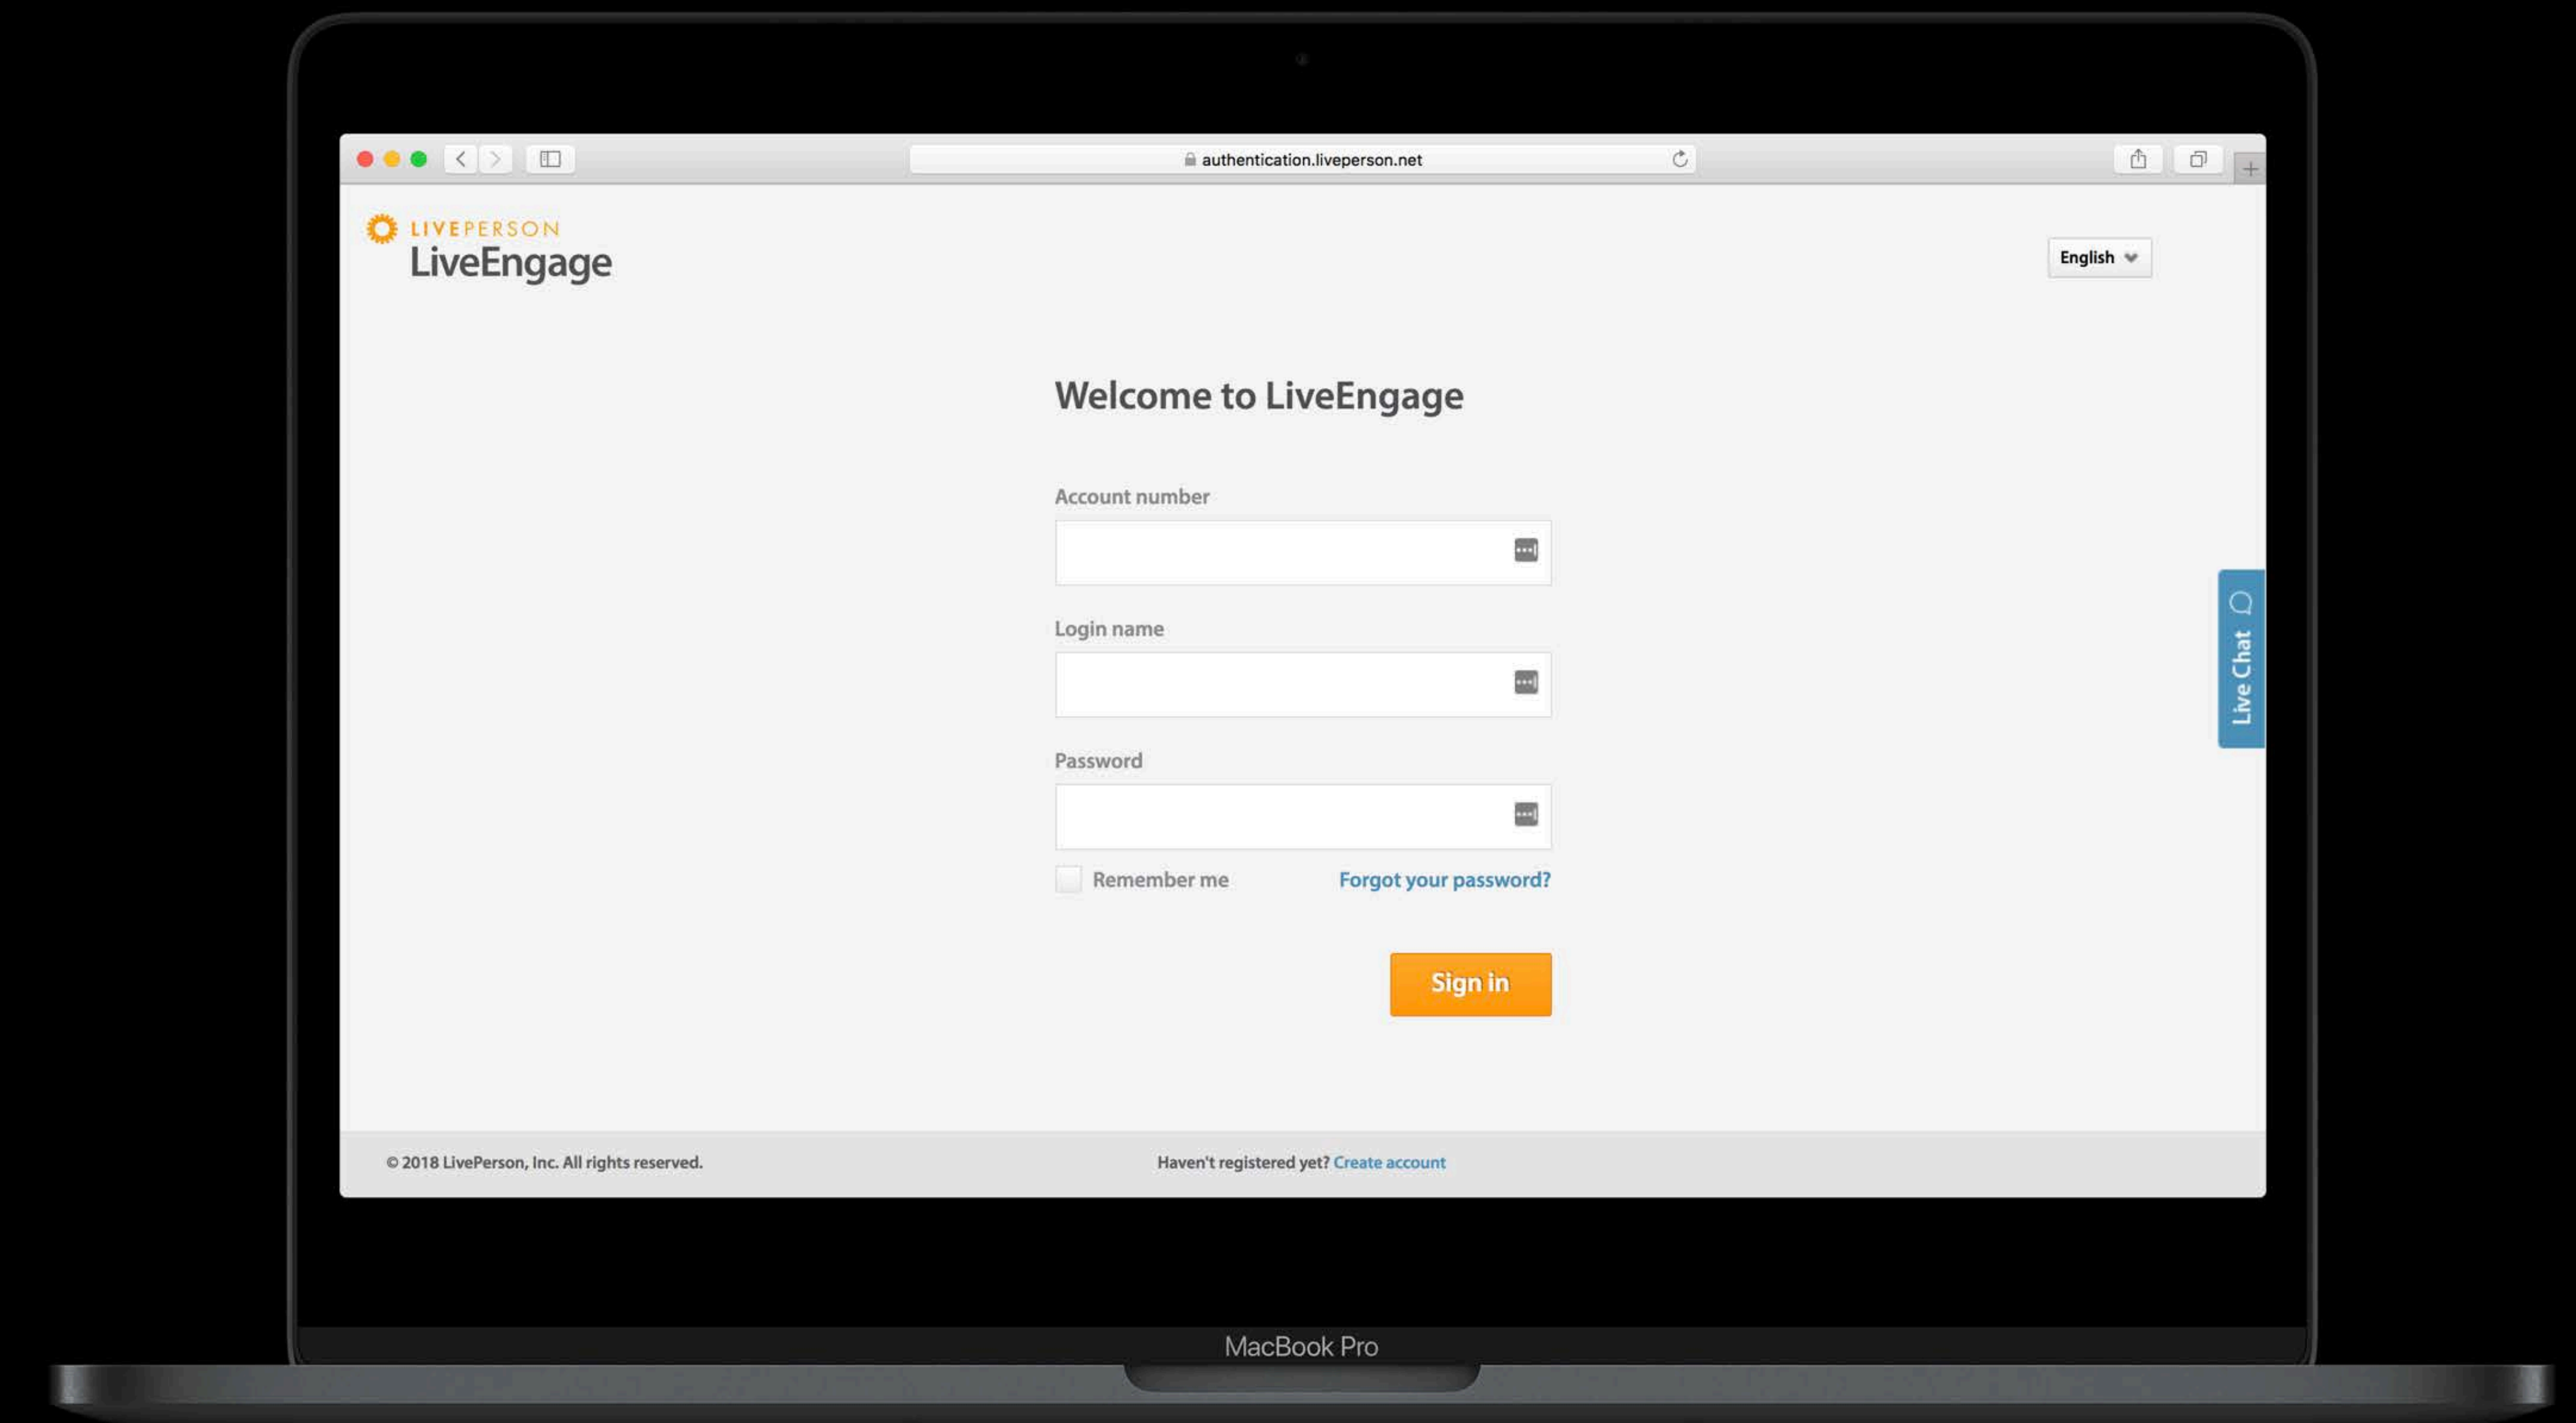 authentication.liveperson.net
LIVEPERSON
LiveEngage
English
Welcome to LiveEngage
Account number
Login name
Live Chat
Password
Remember me
Forgot your password?
Sign in
© 2018 LivePerson, Inc. All rights reserved.
Haven't registered yet? Create account
MacBook Pro